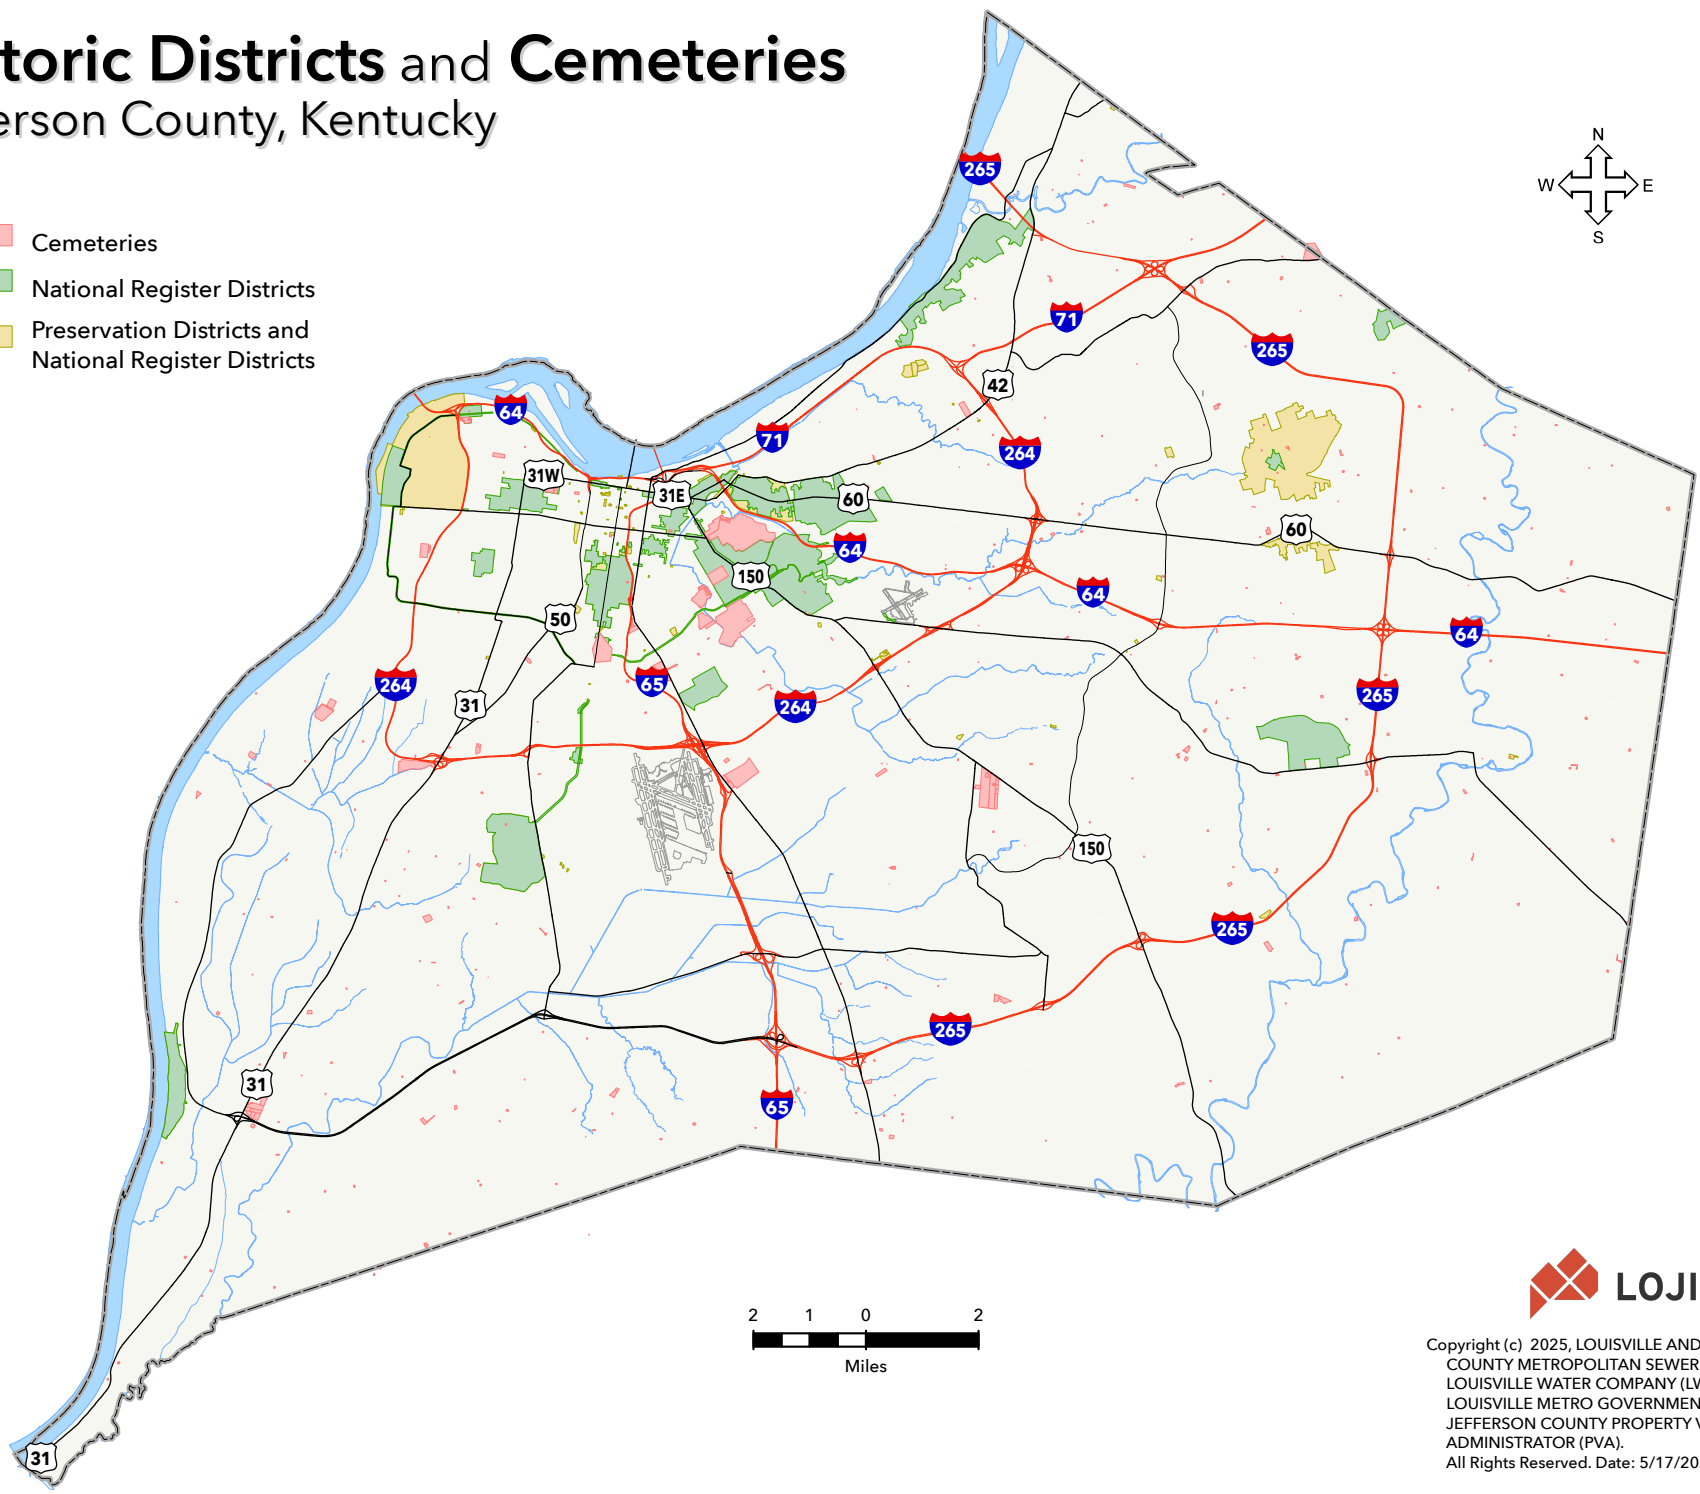 toric Districts and Cemeteries
erson County, Kentucky
Cemeteries
National Register Districts
Preservation Districts and
National Register Districts
N
W E
S
265
71
265
42
64
71
264
31W
31E
60
60
64
150
64
50
64
264
65
265
31
264
150
265
265
31
65
31
2 1 0 2
Miles
LOJI
Copyright (c) 2025, LOUISVILLE AND
COUNTY METROPOLITAN SEWER
LOUISVILLE WATER COMPANY (LW
LOUISVILLE METRO GOVERNMEN
JEFFERSON COUNTY PROPERTY V
ADMINISTRATOR (PVA).
All Rights Reserved. Date: 5/17/20